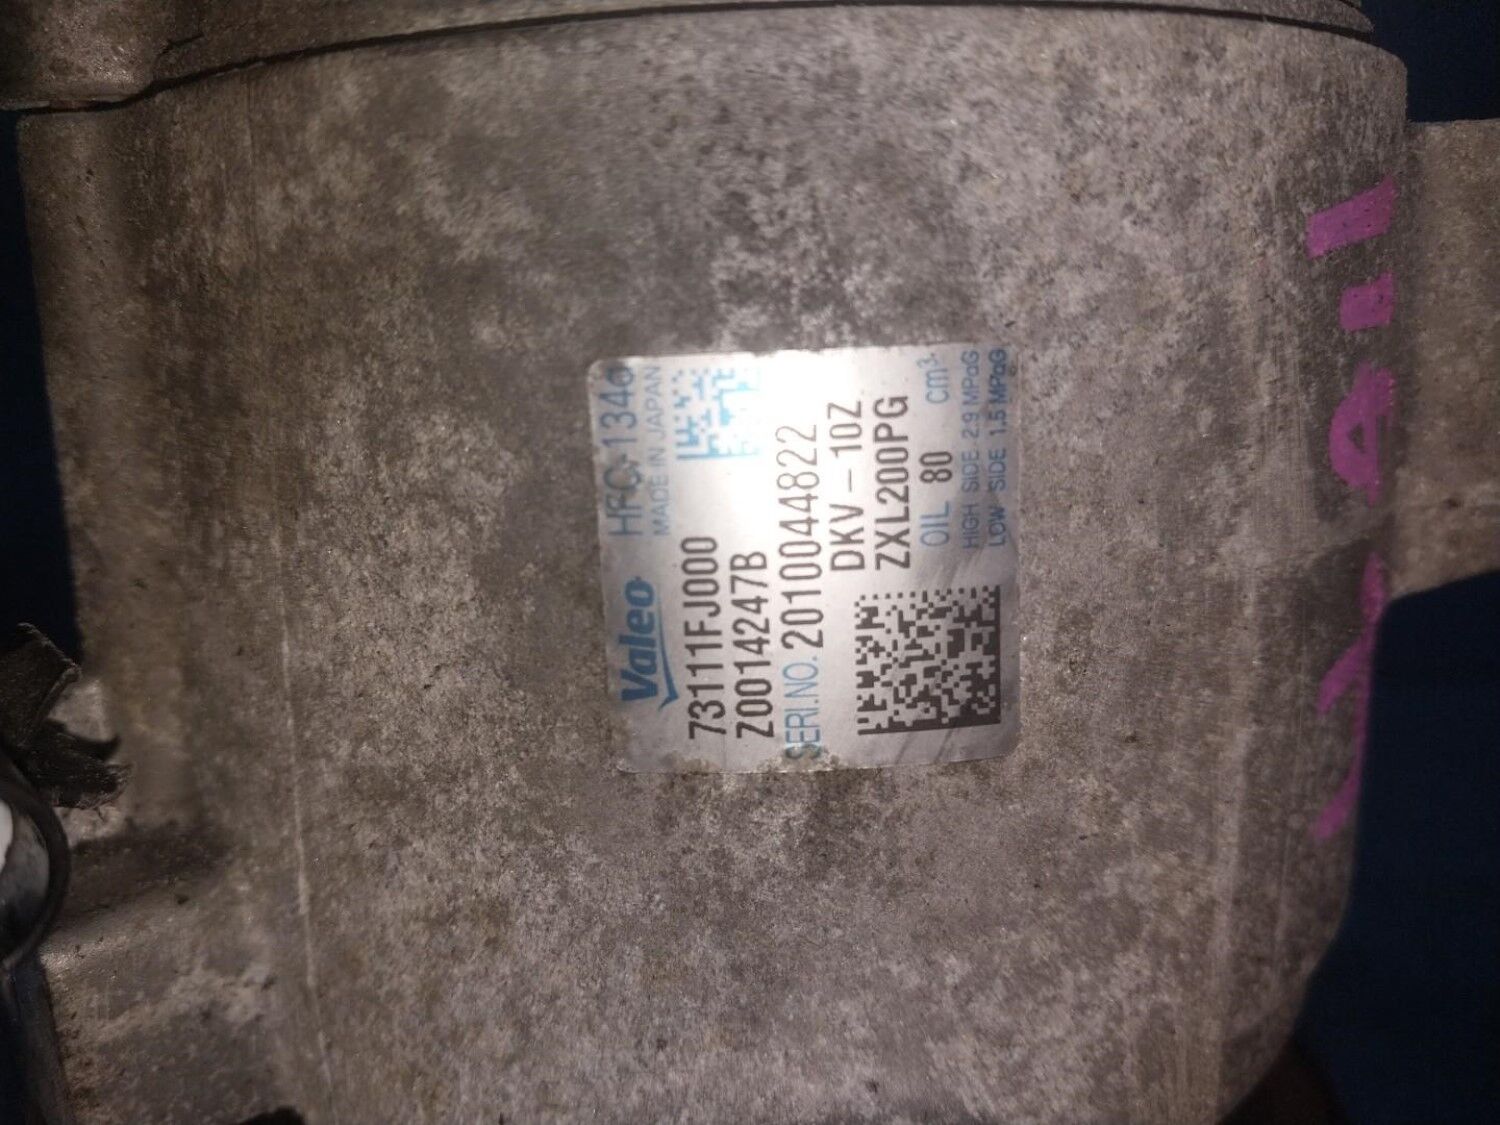 Valeo HFC-134a
MADE IN JAPAN
73111FJ000
Z0014247B
SERI.NO. 2010044822
DKV-10Z
ZXL200PG
OIL 80 cm³
HIGH SIDE 2.9 MPaG
LOW SIDE 1.5 MPaG